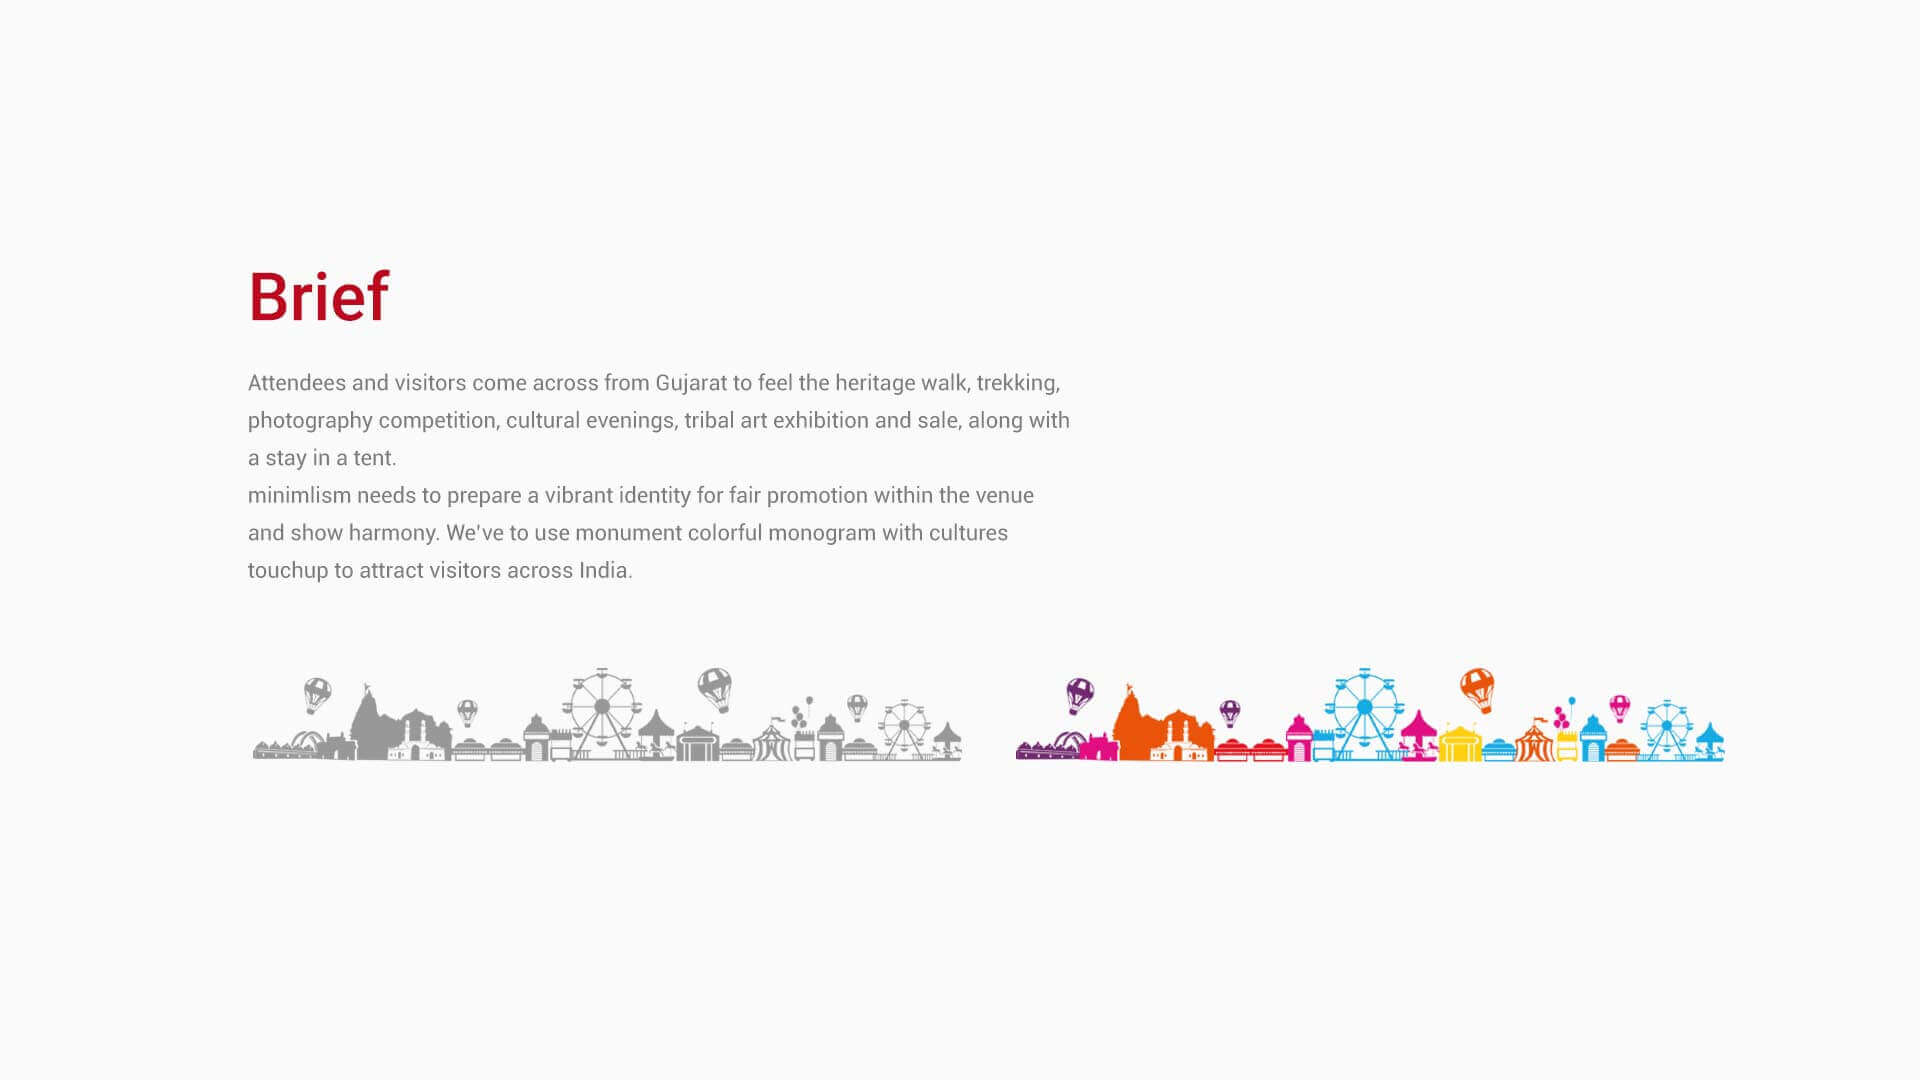 Brief
Attendees and visitors come across from Gujarat to feel the heritage walk, trekking,
photography competition, cultural evenings, tribal art exhibition and sale, along with
a stay in a tent.
minimlism needs to prepare a vibrant identity for fair promotion within the venue
and show harmony. We've to use monument colorful monogram with cultures
touchup to attract visitors across India.